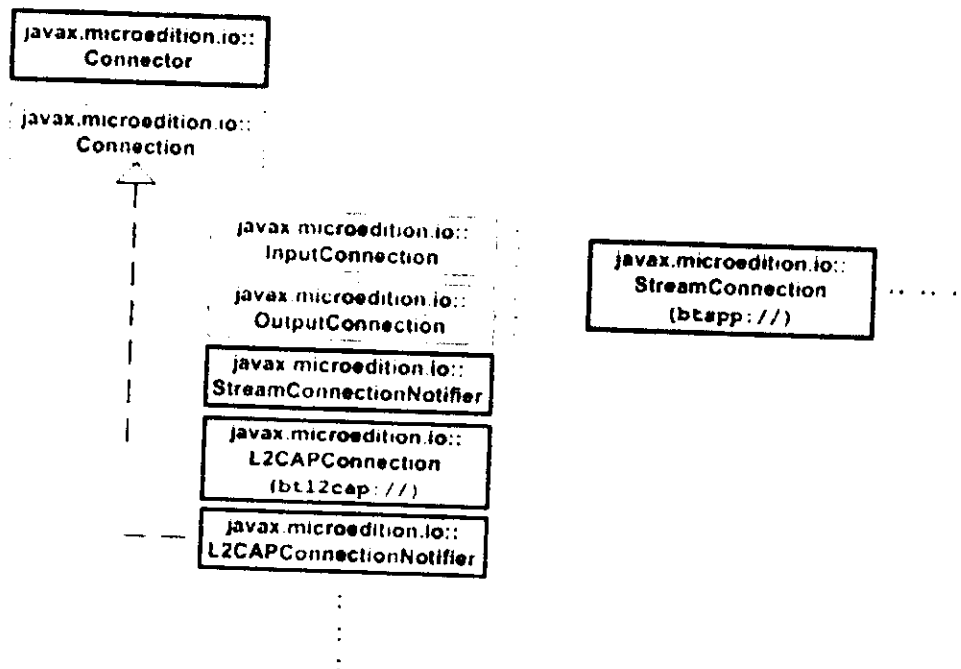 javax.microedition.io::
Connector
javax.microedition.io::
Connection
javax.microedition.io::
InputConnection
javax.microedition.io::
OutputConnection
javax.microedition.io::
StreamConnectionNotifier
javax.microedition.io::
L2CAPConnection
(btl2cap://)
javax.microedition.io::
L2CAPConnectionNotifier
javax.microedition.io::
StreamConnection
(btspp://)